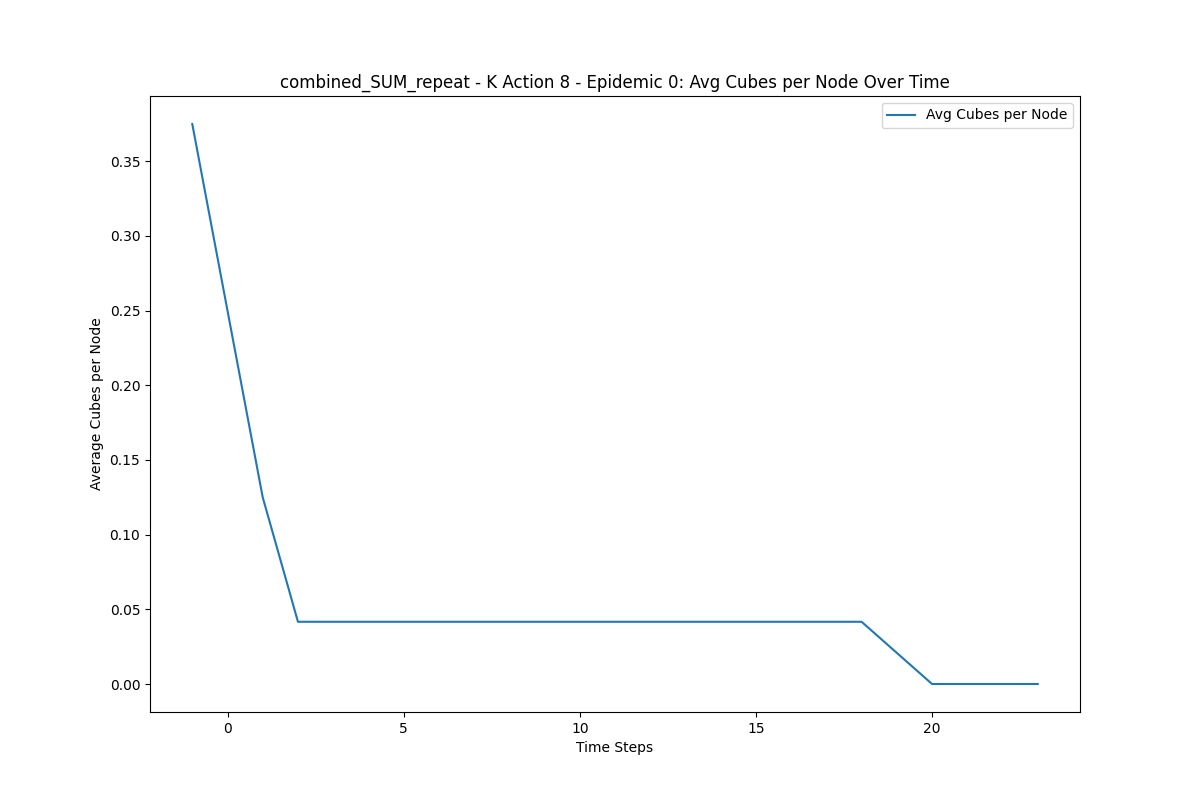 combined_SUM_repeat - K Action 8 - Epidemic 0: Avg Cubes per Node Over Time
Avg Cubes per Node
Average Cubes per Node
0.35
0.30
0.25
0.20
0.15
0.10
0.05
0.00
0 5 10 15 20
Time Steps